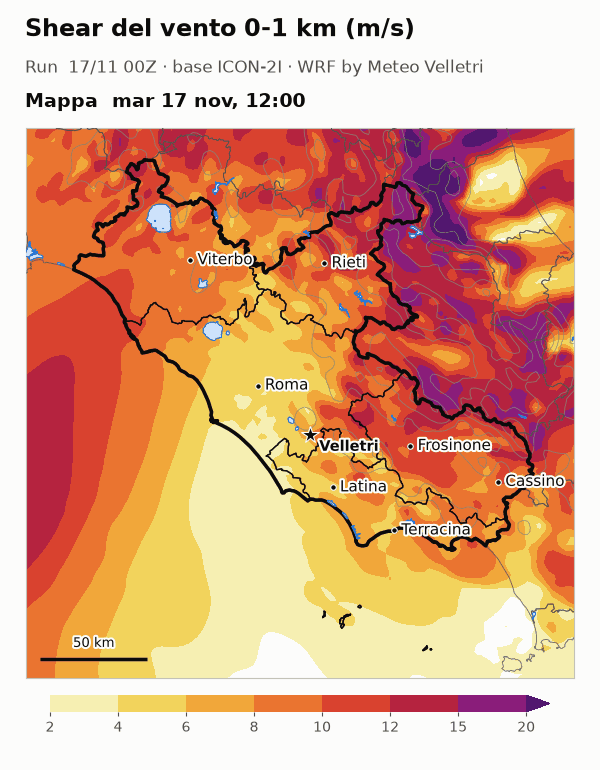 Shear del vento 0-1 km (m/s)
Run 17/11 00Z · base ICON-2I · WRF by Meteo Velletri
Mappa mar 17 nov, 12:00
Viterbo
Rieti
Roma
Velletri
Frosinone
Latina
Cassino
Terracina
50 km
2 4 6 8 10 12 15 20